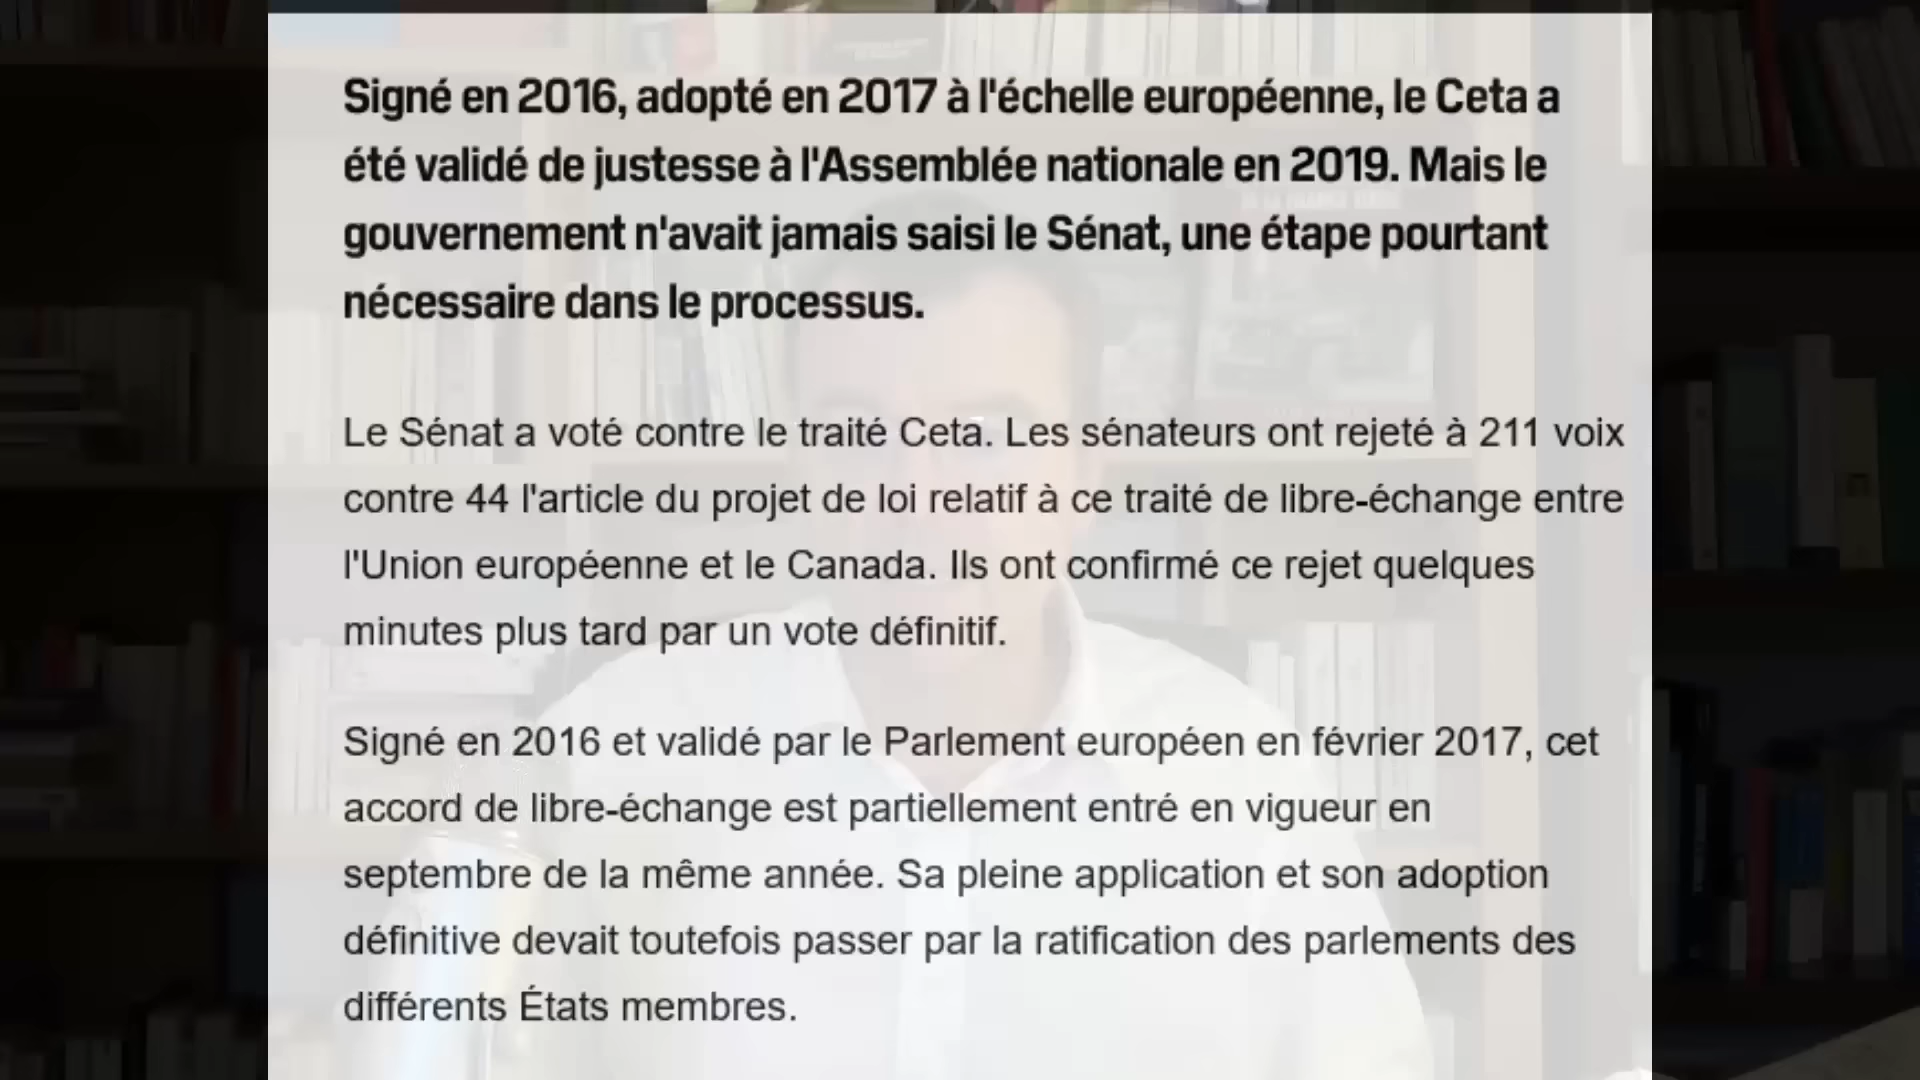 Signé en 2016, adopté en 2017 à l'échelle européenne, le Ceta a
été validé de justesse à l'Assemblée nationale en 2019. Mais le
gouvernement n'avait jamais saisi le Sénat, une étape pourtant
nécessaire dans le processus.
Le Sénat a voté contre le traité Ceta. Les sénateurs ont rejeté à 211 voix
contre 44 l'article du projet de loi relatif à ce traité de libre-échange entre
l'Union européenne et le Canada. Ils ont confirmé ce rejet quelques
minutes plus tard par un vote définitif.
Signé en 2016 et validé par le Parlement européen en février 2017, cet
accord de libre-échange est partiellement entré en vigueur en
septembre de la même année. Sa pleine application et son adoption
définitive devait toutefois passer par la ratification des parlements des
différents États membres.